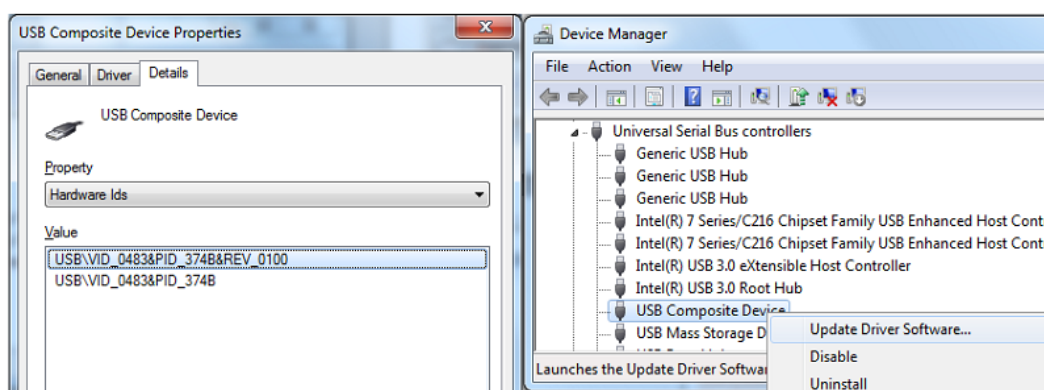 USB Composite Device Properties
General Driver Details
USB Composite Device
Property
Hardware Ids
Value
USB\VID_0483&PID_374B&REV_0100
USB\VID_0483&PID_374B
Device Manager
File Action View Help
Universal Serial Bus controllers
Generic USB Hub
Generic USB Hub
Generic USB Hub
Intel(R) 7 Series/C216 Chipset Family USB Enhanced Host Cont
Intel(R) 7 Series/C216 Chipset Family USB Enhanced Host Cont
Intel(R) USB 3.0 eXtensible Host Controller
Intel(R) USB 3.0 Root Hub
USB Composite Device
USB Mass Storage D
Launches the Update Driver Softwa
Update Driver Software...
Disable
Uninstall